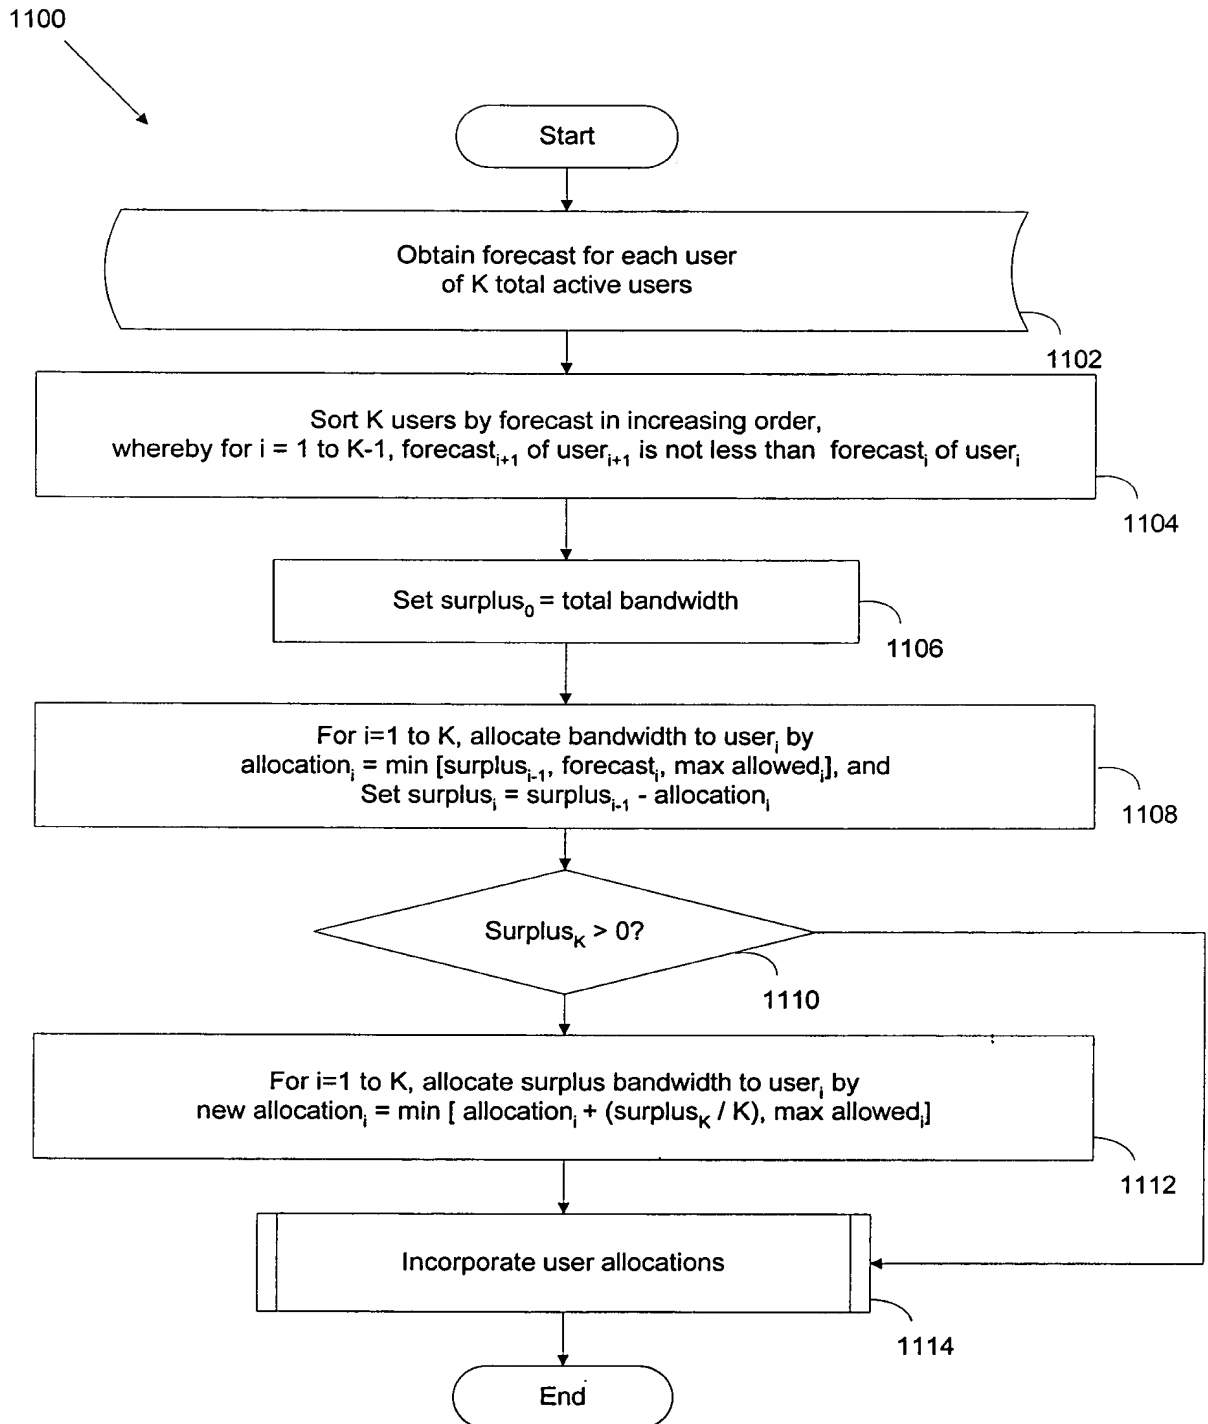 1100
Start
Obtain forecast for each user
of K total active users
1102
Sort K users by forecast in increasing order,
whereby for i = 1 to K-1, forecastᵢ₊₁ of userᵢ₊₁ is not less than forecastᵢ of userᵢ
1104
Set surplus₀ = total bandwidth
1106
For i=1 to K, allocate bandwidth to userᵢ by
allocationᵢ = min [surplusᵢ₋₁, forecastᵢ, max allowedᵢ], and
Set surplusᵢ = surplusᵢ₋₁ - allocationᵢ
1108
Surplus_K > 0?
1110
For i=1 to K, allocate surplus bandwidth to userᵢ by
new allocationᵢ = min [ allocationᵢ + (surplus_K / K), max allowedᵢ]
1112
Incorporate user allocations
1114
End